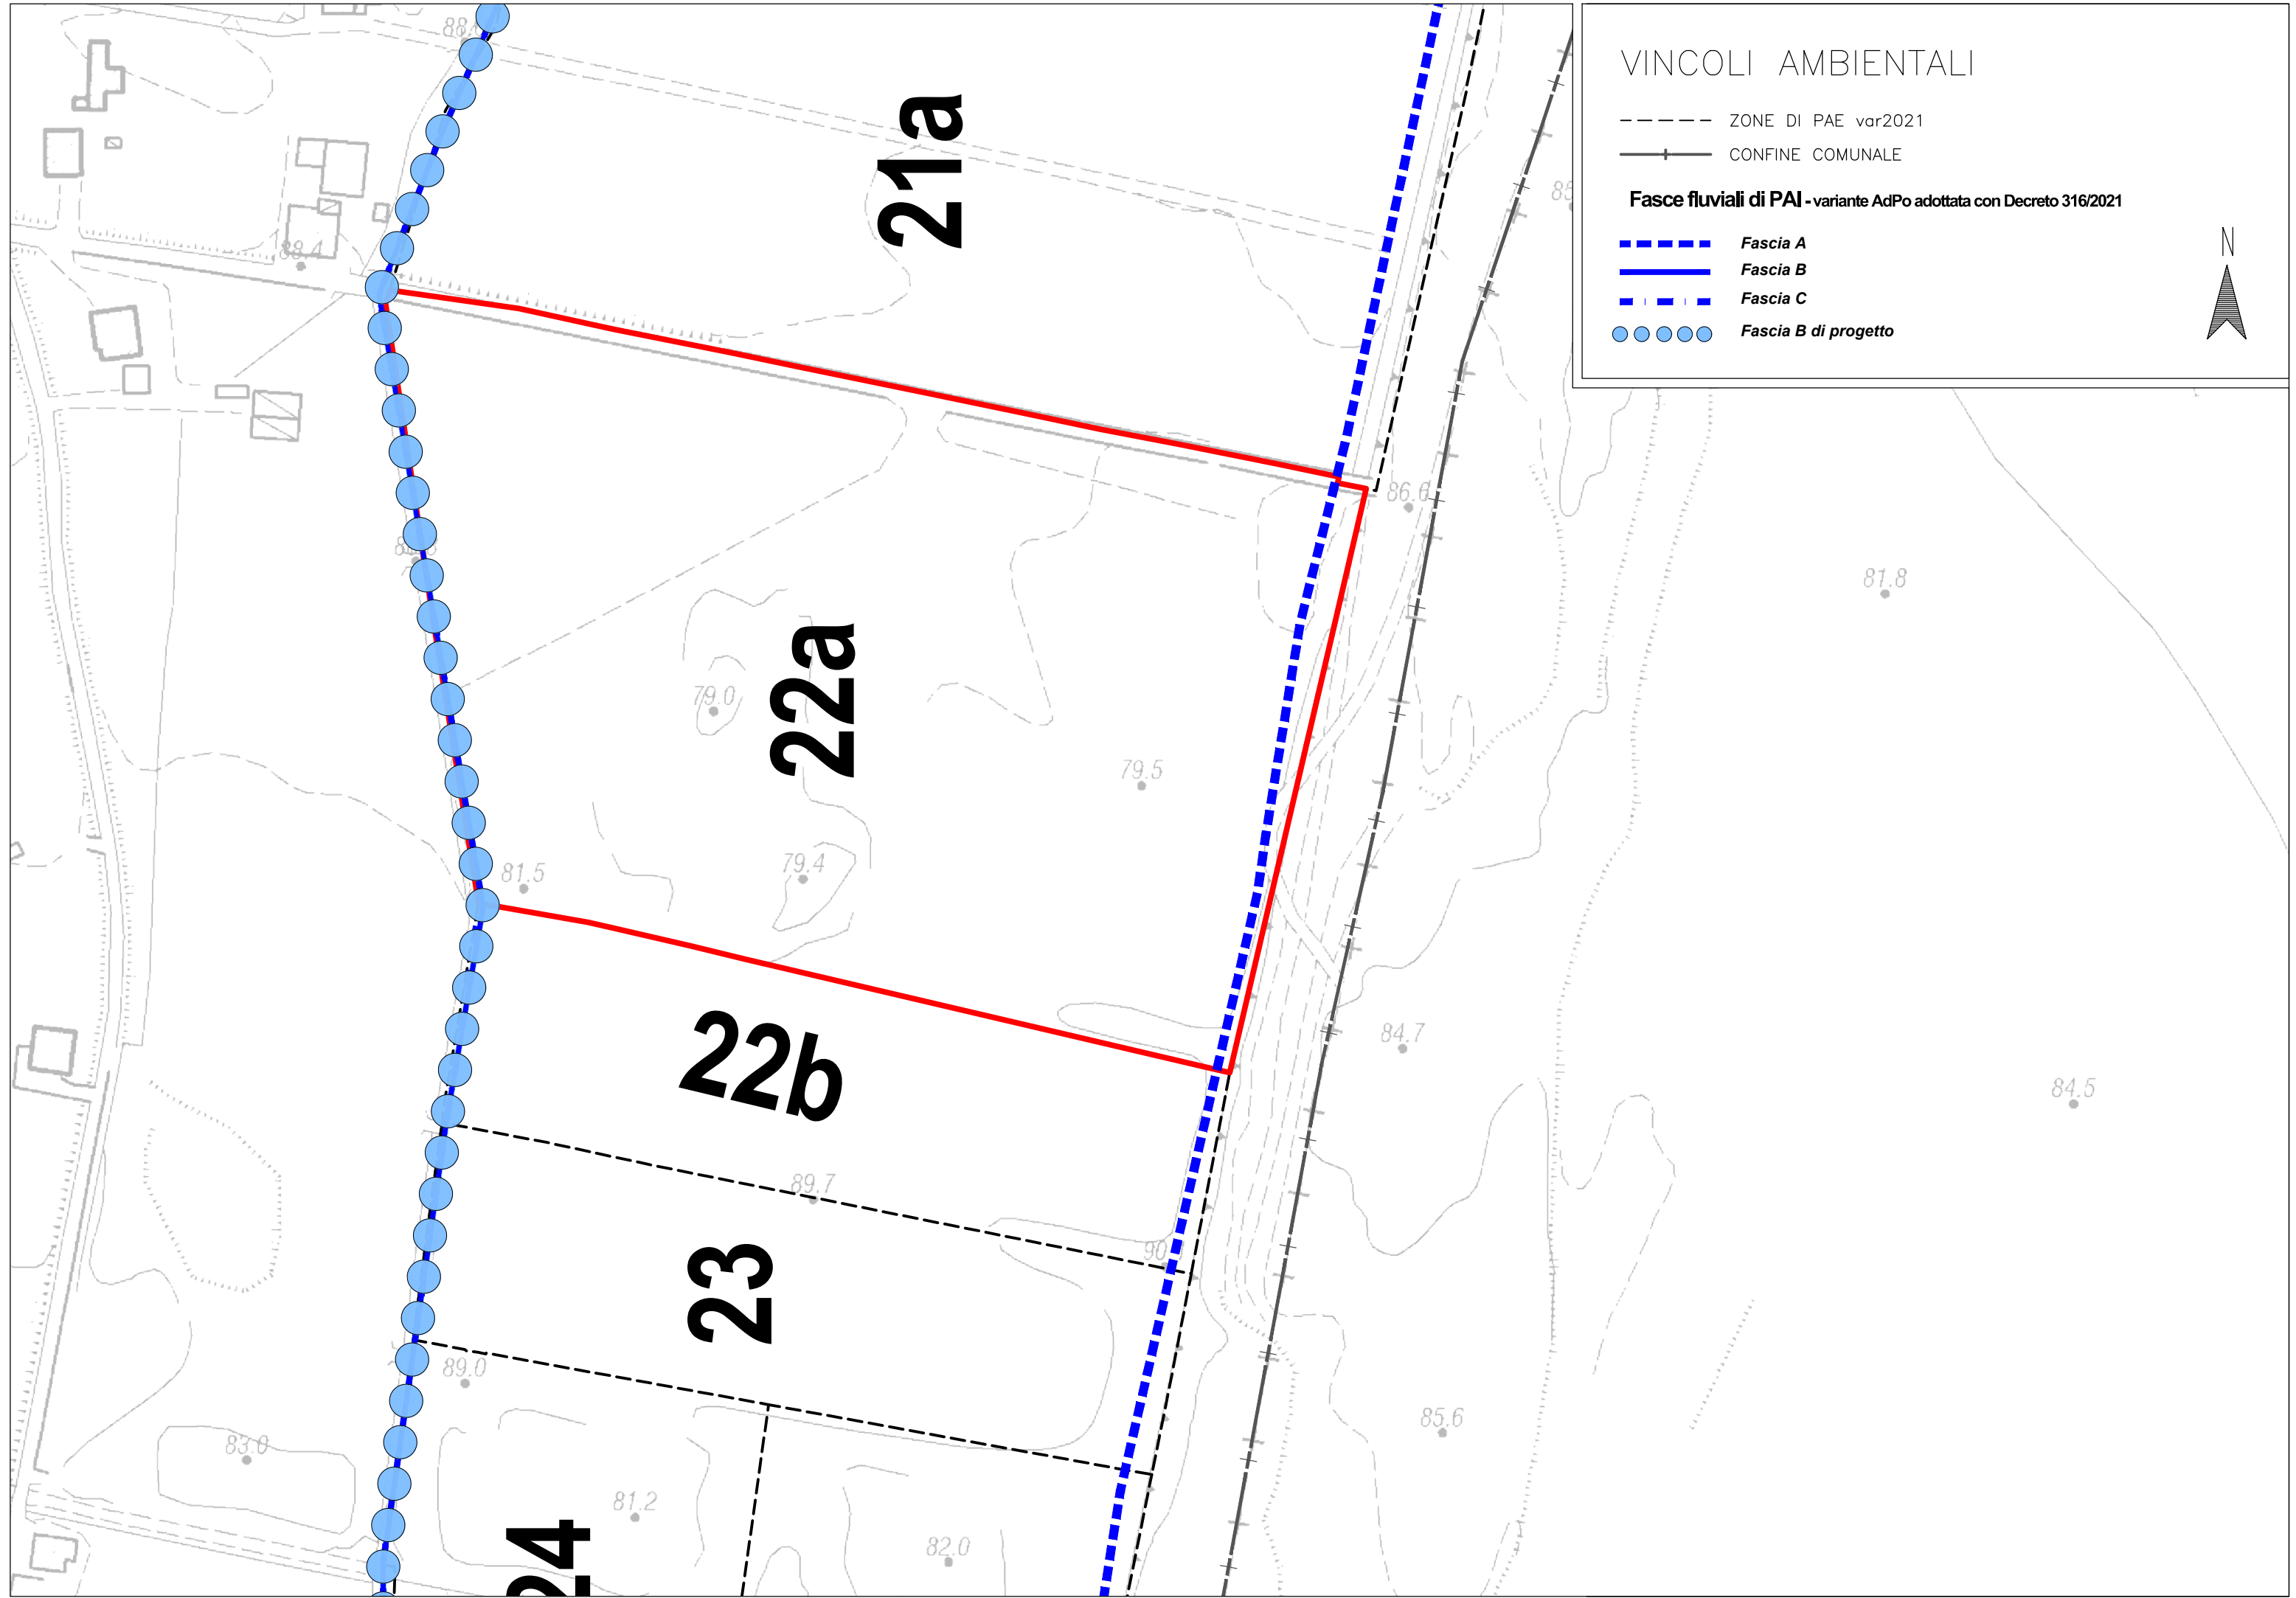 VINCOLI AMBIENTALI
ZONE DI PAE var2021
CONFINE COMUNALE
Fasce fluviali di PAI - variante AdPo adottata con Decreto 316/2021
Fascia A
Fascia B
Fascia C
Fascia B di progetto
N
21a
88.4
86.6
81.8
22a
79.0
79.5
79.4
81.5
22b
84.7
84.5
89.7
23
89.0
85.6
83.0
81.2
82.0
24